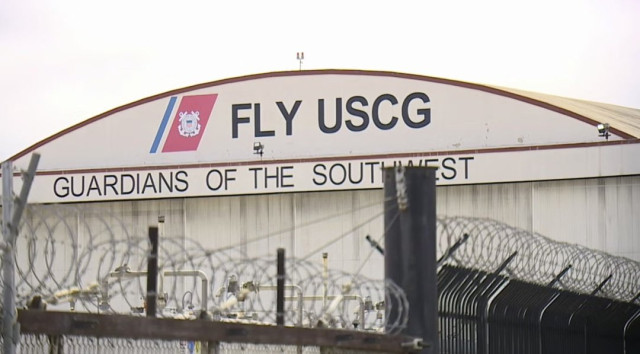 FLY USCG
GUARDIANS OF THE SOUTHWEST